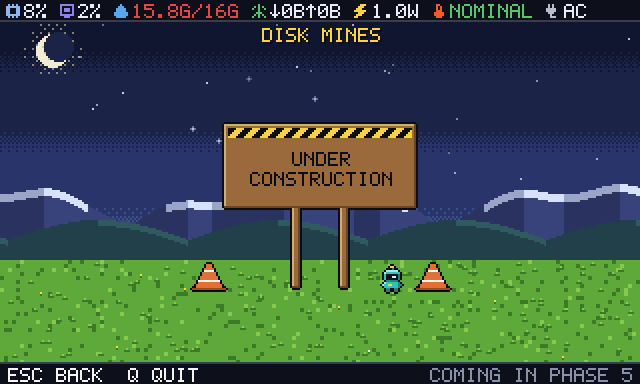 8% 2% 15.8G/16G ↓0B↑0B 1.0W NOMINAL AC
DISK MINES
UNDER
CONSTRUCTION
ESC BACK Q QUIT COMING IN PHASE 5